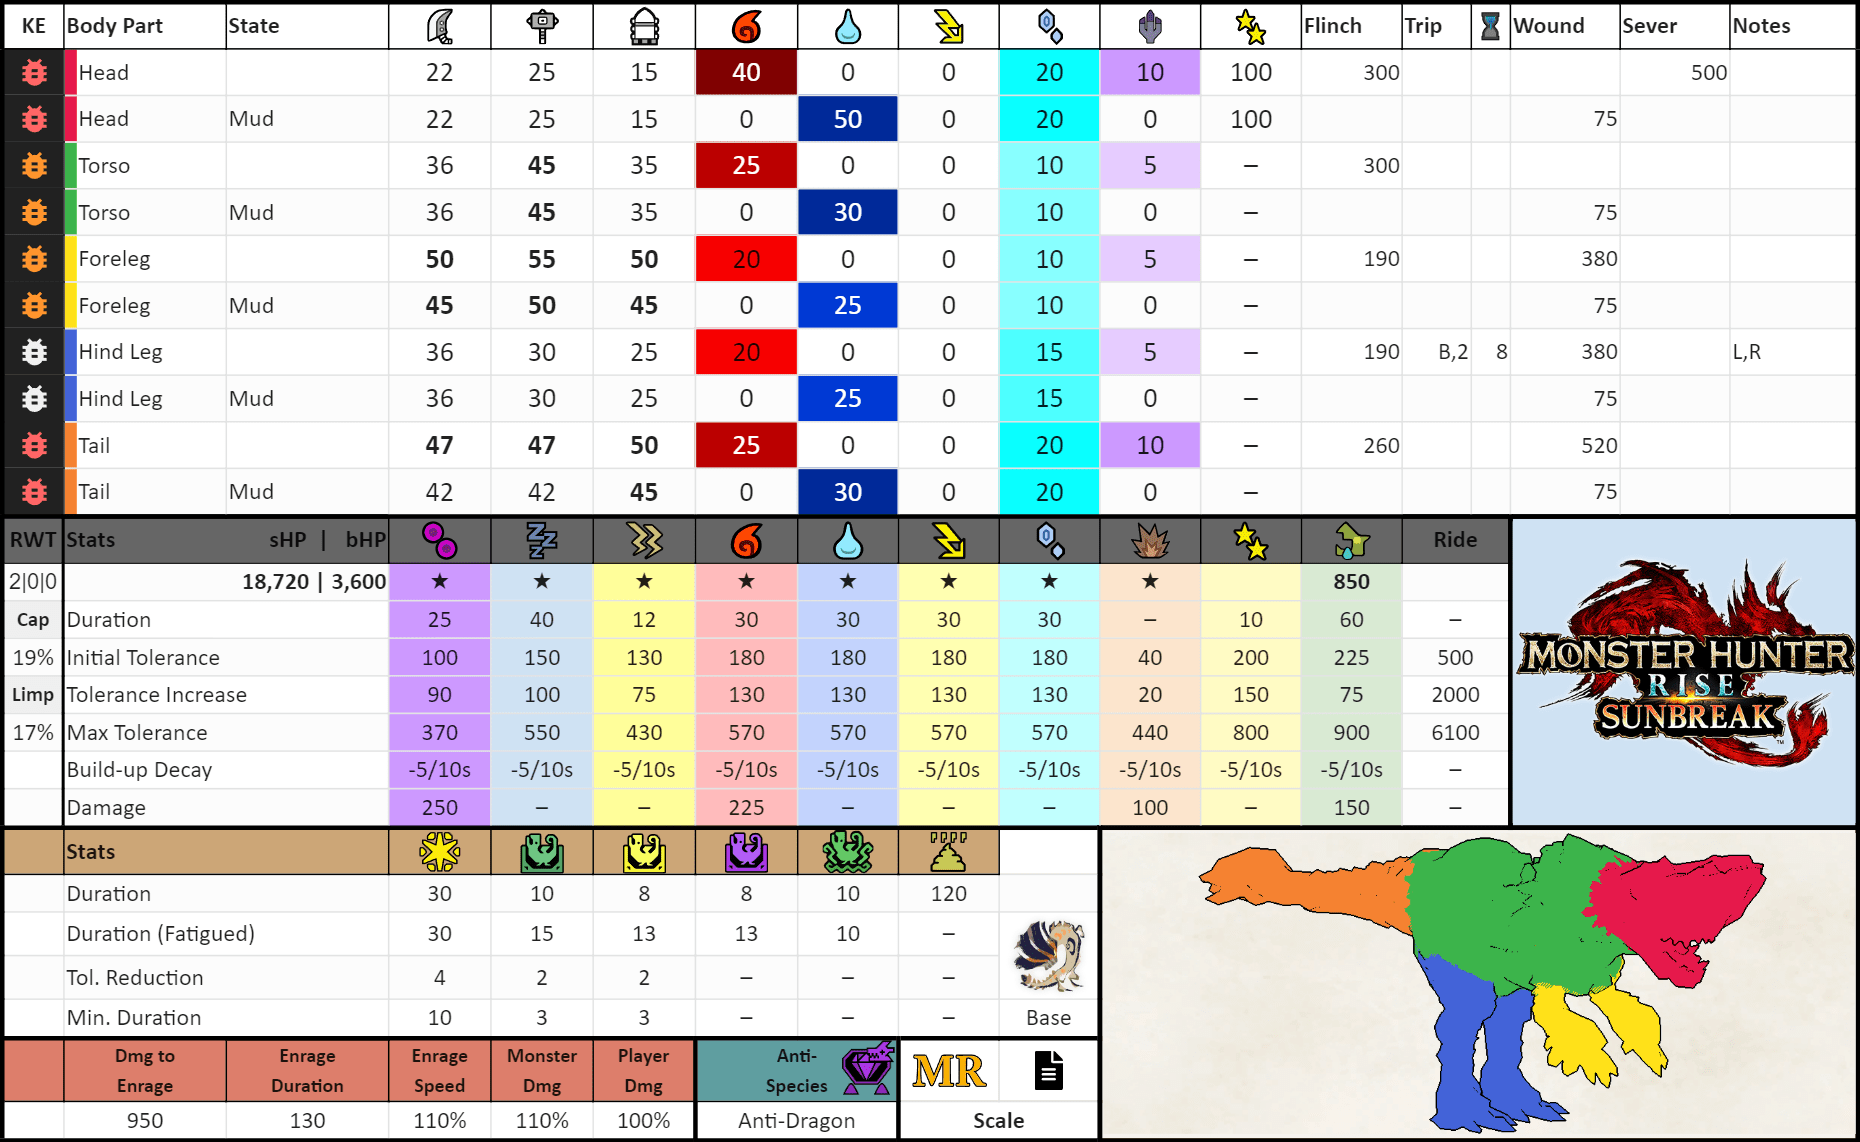 KE Body Part State Flinch Trip Wound Sever Notes
Head 22 25 15 40 0 0 20 10 100 300 500
Head Mud 22 25 15 0 50 0 20 0 100 75
Torso 36 45 35 25 0 0 10 5 – 300
Torso Mud 36 45 35 0 30 0 10 0 – 75
Foreleg 50 55 50 20 0 0 10 5 – 190 380
Foreleg Mud 45 50 45 0 25 0 10 0 – 75
Hind Leg 36 30 25 20 0 0 15 5 – 190 B,2 8 380 L,R
Hind Leg Mud 36 30 25 0 25 0 15 0 – 75
Tail 47 47 50 25 0 0 20 10 – 260 520
Tail Mud 42 42 45 0 30 0 20 0 – 75
RWT Stats sHP | bHP Ride
2|0|0 18,720 | 3,600 ★ ★ ★ ★ ★ ★ ★ ★ 850
Cap Duration 25 40 12 30 30 30 30 – 10 60 –
19% Initial Tolerance 100 150 130 180 180 180 180 40 200 225 500
Limp Tolerance Increase 90 100 75 130 130 130 130 20 150 75 2000
17% Max Tolerance 370 550 430 570 570 570 570 440 800 900 6100
Build-up Decay -5/10s -5/10s -5/10s -5/10s -5/10s -5/10s -5/10s -5/10s -5/10s -5/10s –
Damage 250 – – 225 – – – 100 – 150 –
MONSTER HUNTER
RISE
SUNBREAK
™
Stats
Duration 30 10 8 8 10 120
Duration (Fatigued) 30 15 13 13 10 –
Tol. Reduction 4 2 2 – – –
Min. Duration 10 3 3 – – – Base
Dmg to Enrage Enrage Monster Player Anti-
Enrage Duration Speed Dmg Dmg Species MR
950 130 110% 110% 100% Anti-Dragon Scale